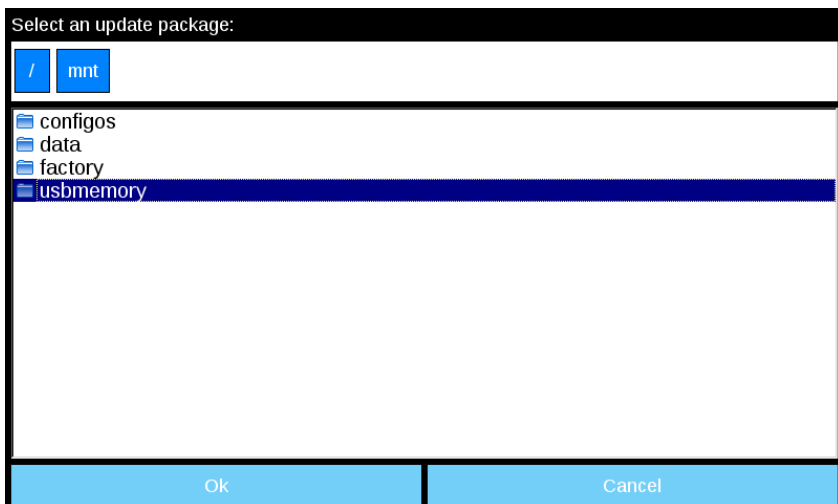 Select an update package:
/ mnt
configos
data
factory
usbmemory
Ok Cancel